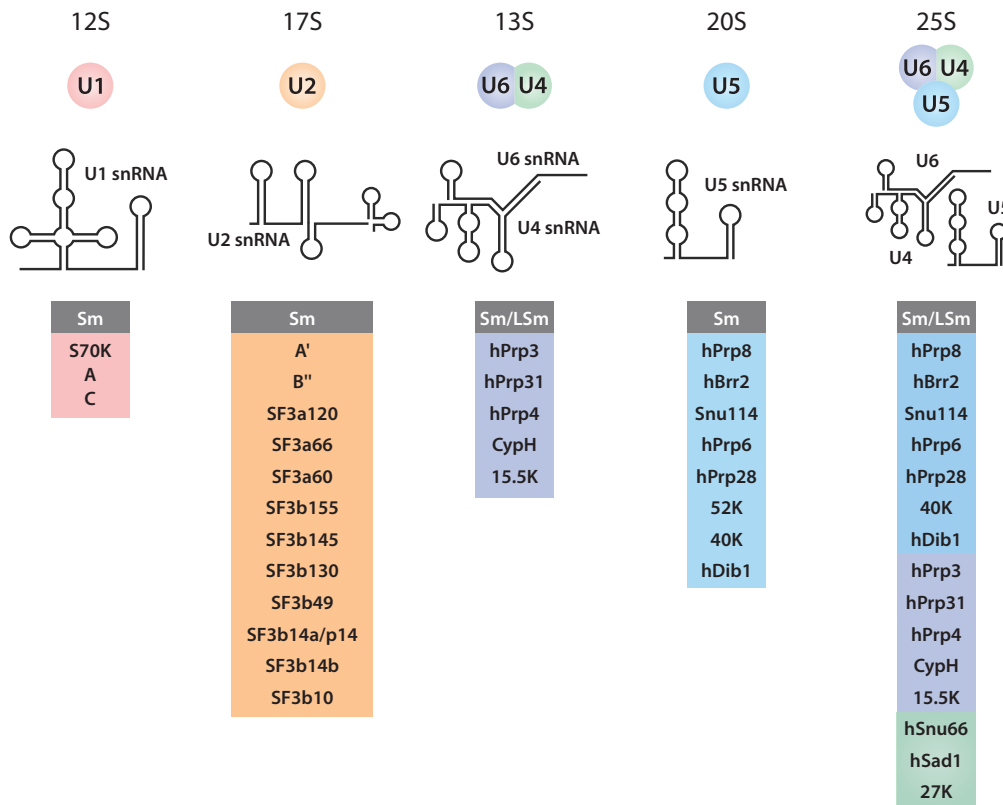 12S
17S
13S
20S
25S
U1
U2
U6 U4
U5
U6 U4
U5
U1 snRNA
U2 snRNA
U6 snRNA
U4 snRNA
U5 snRNA
U6
U5
U4
Sm
S70K
A
C
Sm
A'
B"
SF3a120
SF3a66
SF3a60
SF3b155
SF3b145
SF3b130
SF3b49
SF3b14a/p14
SF3b14b
SF3b10
Sm/LSm
hPrp3
hPrp31
hPrp4
CypH
15.5K
Sm
hPrp8
hBrr2
Snu114
hPrp6
hPrp28
52K
40K
hDib1
Sm/LSm
hPrp8
hBrr2
Snu114
hPrp6
hPrp28
40K
hDib1
hPrp3
hPrp31
hPrp4
CypH
15.5K
hSnu66
hSad1
27K